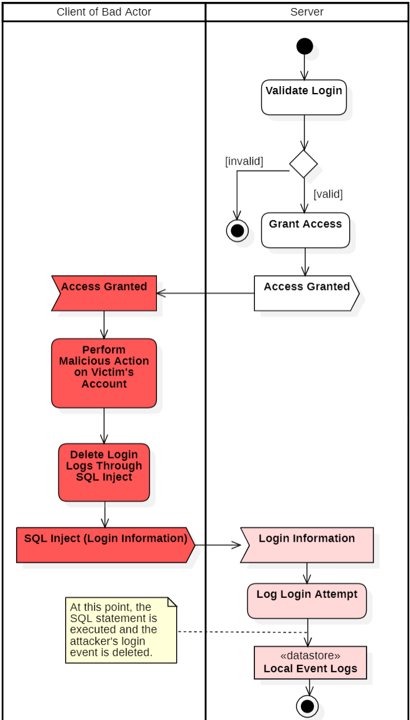 Client of Bad Actor
Server
Validate Login
[invalid]
[valid]
Grant Access
Access Granted
Access Granted
Perform
Malicious Action
on Victim's
Account
Delete Login
Logs Through
SQL Inject
SQL Inject (Login Information)
Login Information
Log Login Attempt
At this point, the
SQL statement is
executed and the
attacker's login
event is deleted.
«datastore»
Local Event Logs